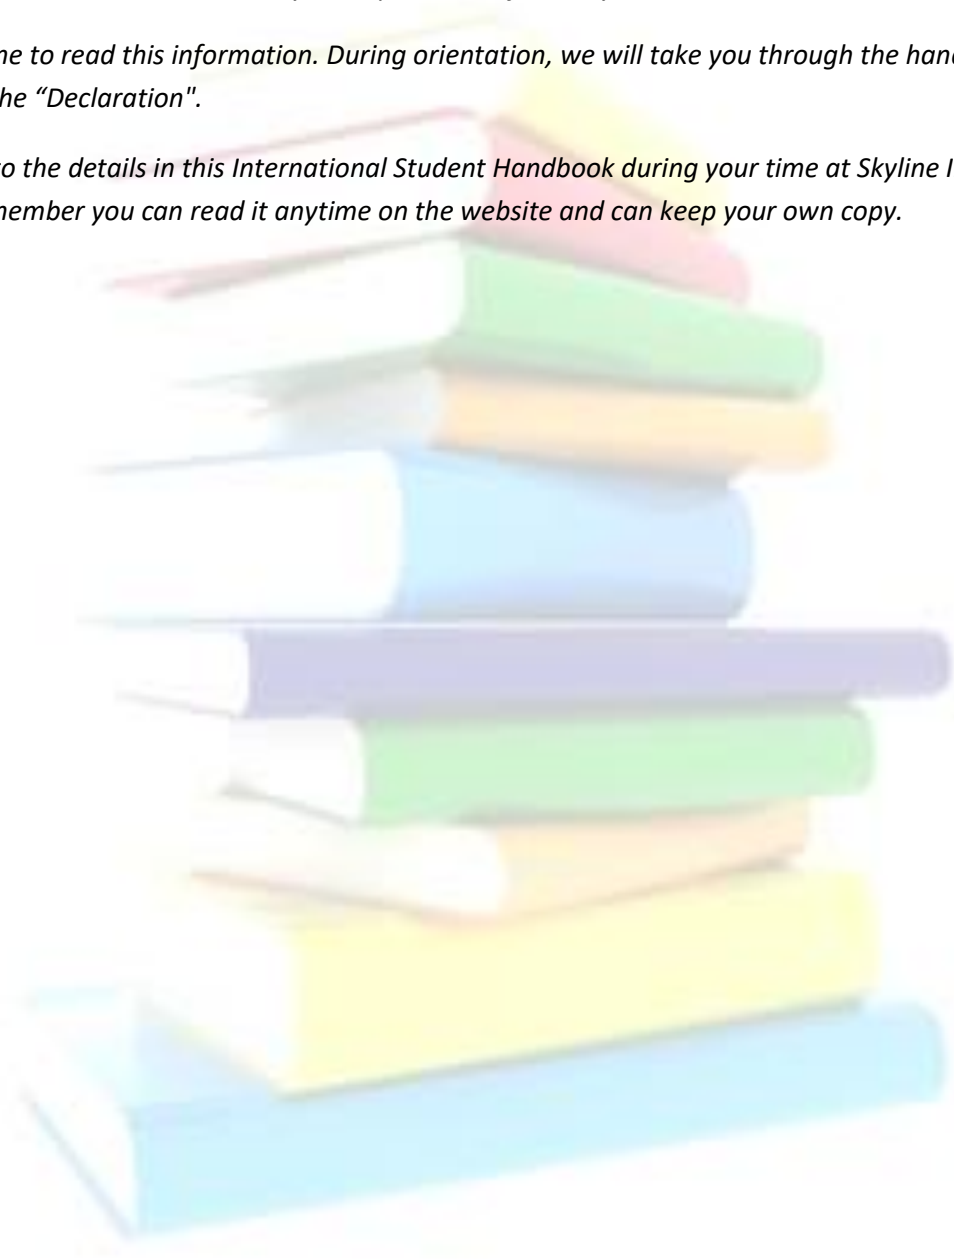 ne to read this information. During orientation, we will take you through the han
he “Declaration".
o the details in this International Student Handbook during your time at Skyline I
member you can read it anytime on the website and can keep your own copy.